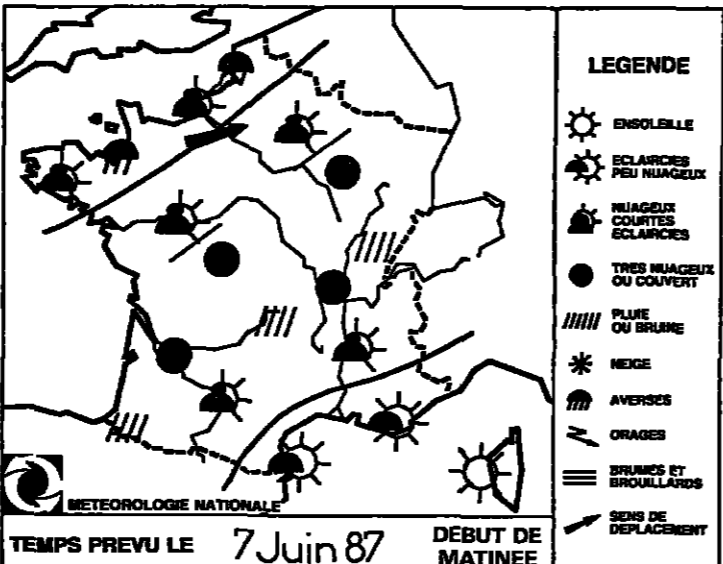 LEGENDE
ENSOLEILLE
ECLAIRCIES
PEU NUAGEUX
NUAGEUX
COURTES
ECLAIRCIES
TRES NUAGEUX
OU COUVERT
PLUIE
OU BRUINE
NEIGE
AVERSES
ORAGES
BRUMES ET
BROUILLARDS
SENS DE
DEPLACEMENT
METEOROLOGIE NATIONALE
TEMPS PREVU LE 7 Juin 87 DEBUT DE
MATINEE